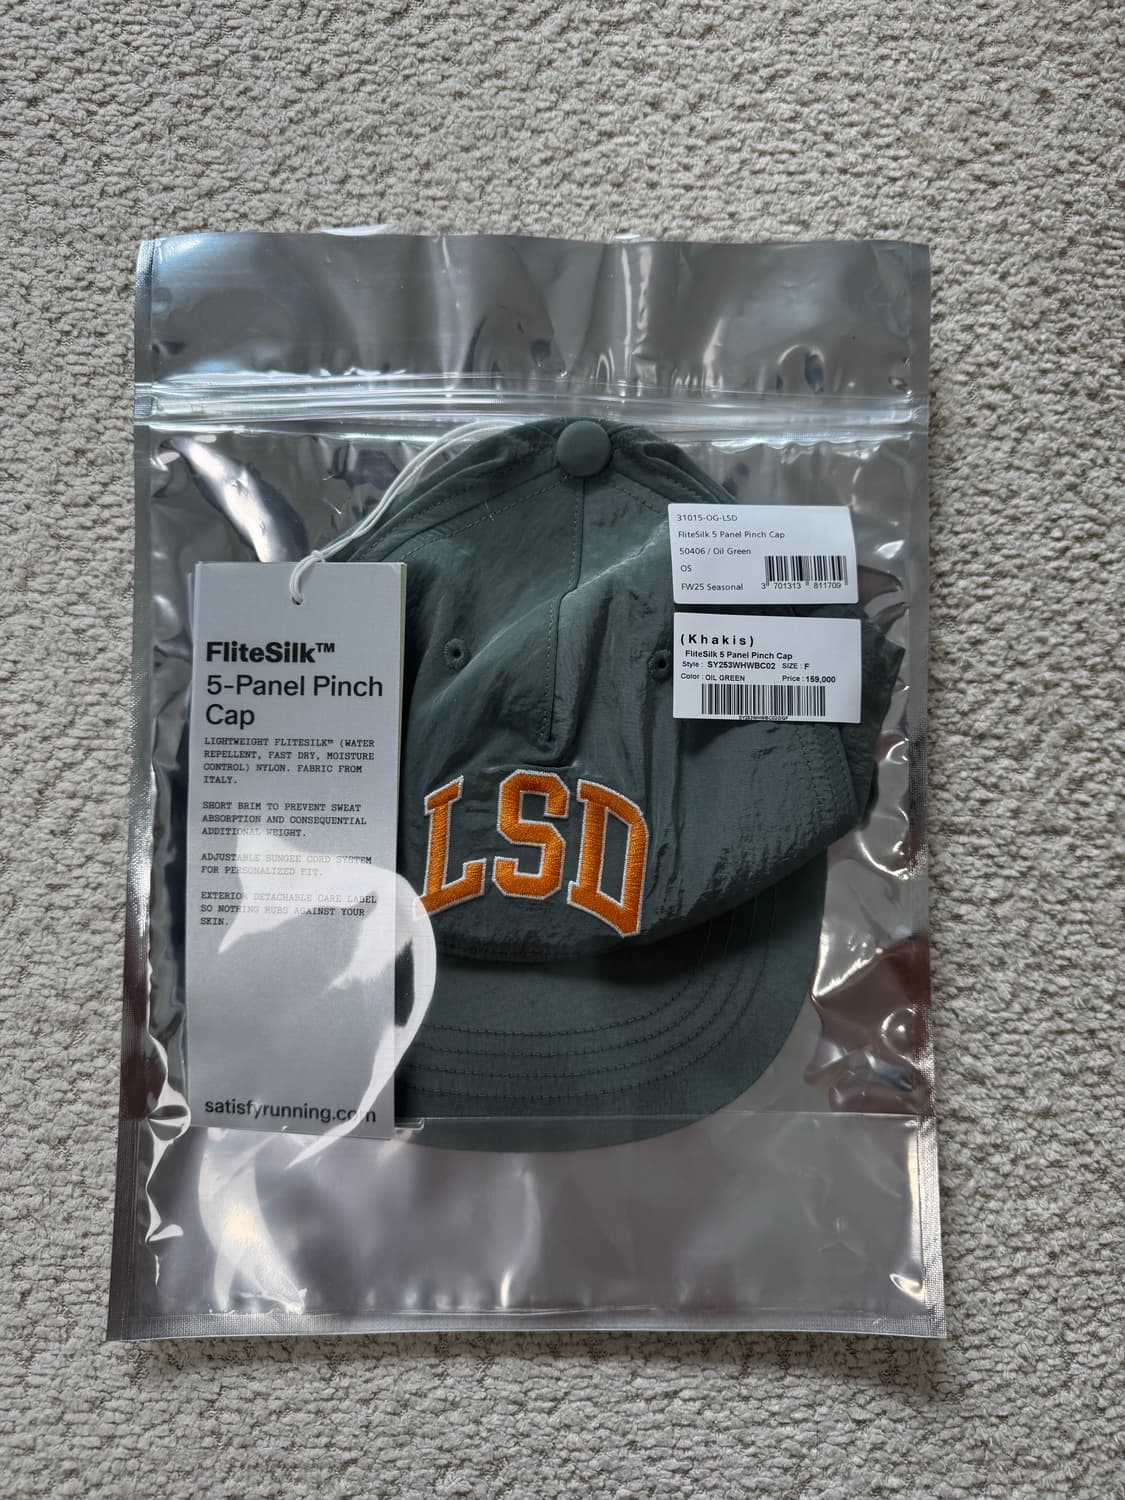 31015-OG-LSD
FliteSilk 5 Panel Pinch Cap
50406 / Oil Green
OS
FW25 Seasonal
3 701313 811709
(Khakis)
FliteSilk 5 Panel Pinch Cap
Style : SY253WHWBC02 SIZE : F
Color : OIL GREEN Price : 159,000
FliteSilk™
5-Panel Pinch
Cap
LIGHTWEIGHT FLITESILK™ (WATER
REPELLENT, FAST DRY, MOISTURE
CONTROL) NYLON. FABRIC FROM
ITALY.
SHORT BRIM TO PREVENT SWEAT
ABSORPTION AND CONSEQUENTIAL
ADDITIONAL WEIGHT.
ADJUSTABLE BUNGEE CORD SYSTEM
FOR PERSONALIZED FIT.
EXTERIOR DETACHABLE CARE LABEL
SO NOTHING RUBS AGAINST YOUR
SKIN.
satisfyrunning.com
LSD